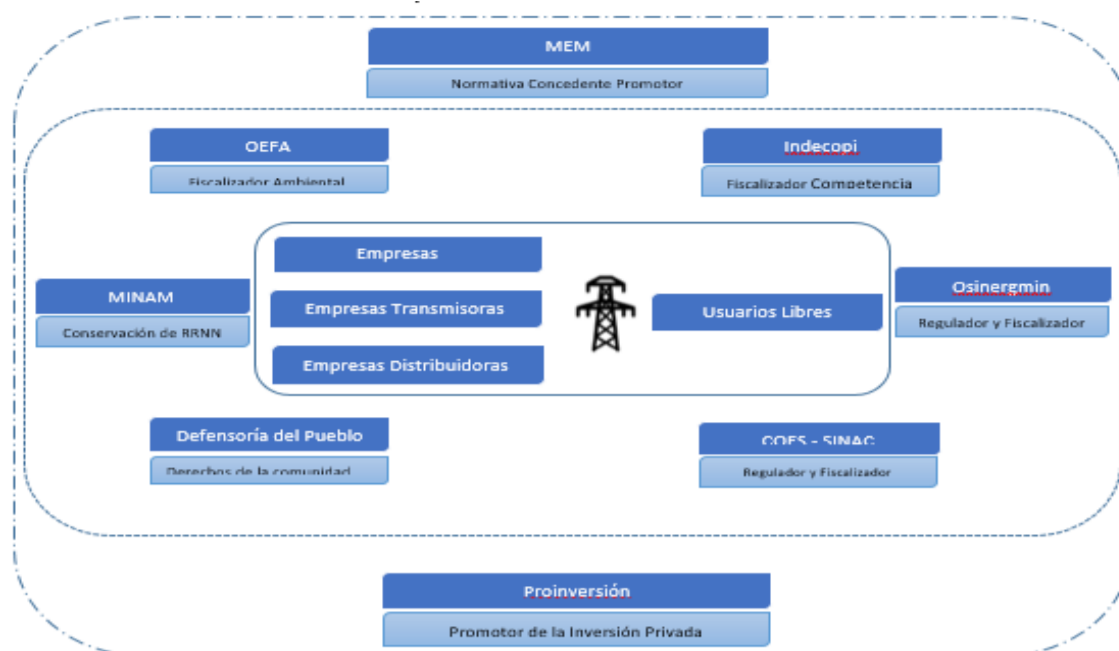 MEM
Normativa Concedente Promotor
OEFA
Fiscalizador Ambiental
Indecopi
Fiscalizador Competencia
Empresas
MINAM
Conservación de RRNN
Empresas Transmisoras
Usuarios Libres
Osinergmin
Regulador y Fiscalizador
Empresas Distribuidoras
Defensoría del Pueblo
Derechos de la comunidad
COES - SINAC
Regulador y Fiscalizador
Proinversión
Promotor de la Inversión Privada